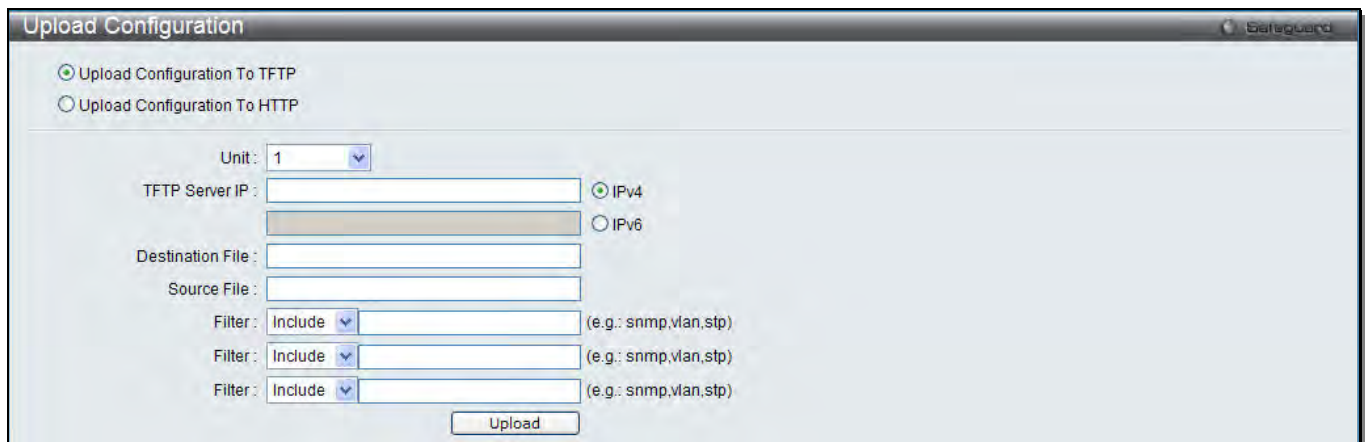 Upload Configuration
Safeguard
Upload Configuration To TFTP
Upload Configuration To HTTP
Unit : 1
TFTP Server IP : IPv4
IPv6
Destination File :
Source File :
Filter : Include (e.g.: snmp,vlan,stp)
Filter : Include (e.g.: snmp,vlan,stp)
Filter : Include (e.g.: snmp,vlan,stp)
Upload